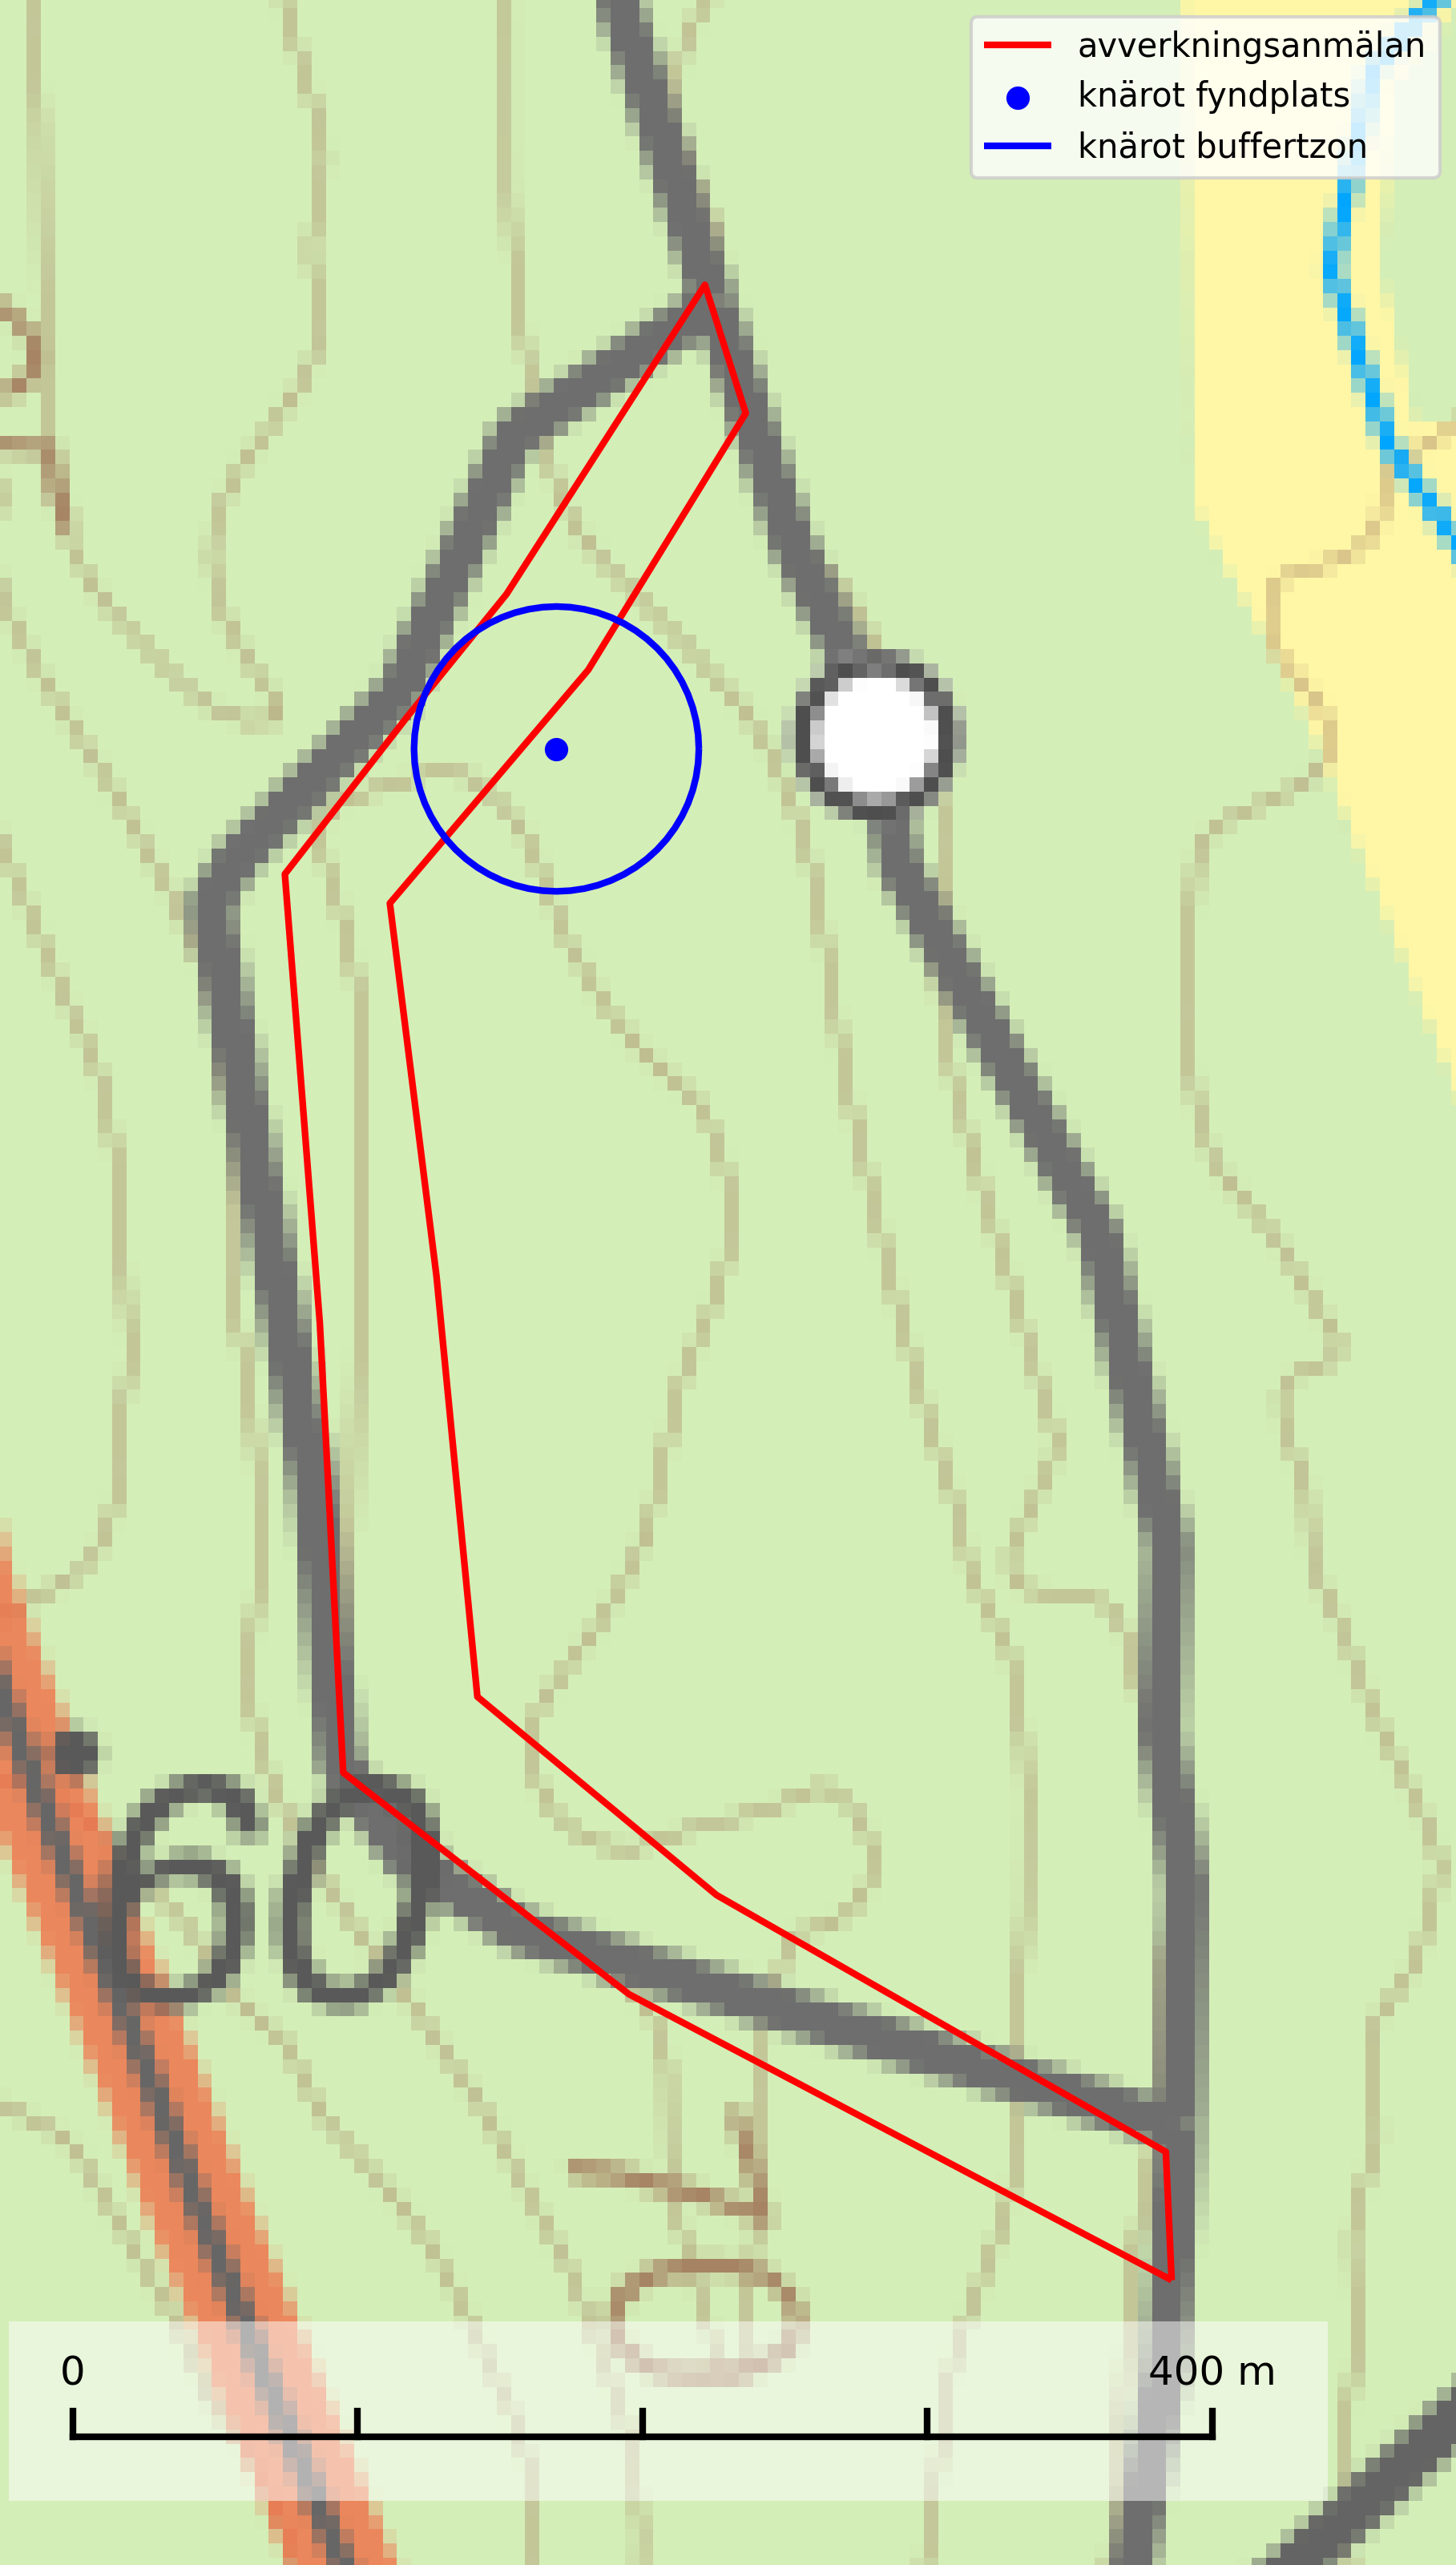 avverkningsanmälan
knärot fyndplats
knärot buffertzon
60
0 400 m